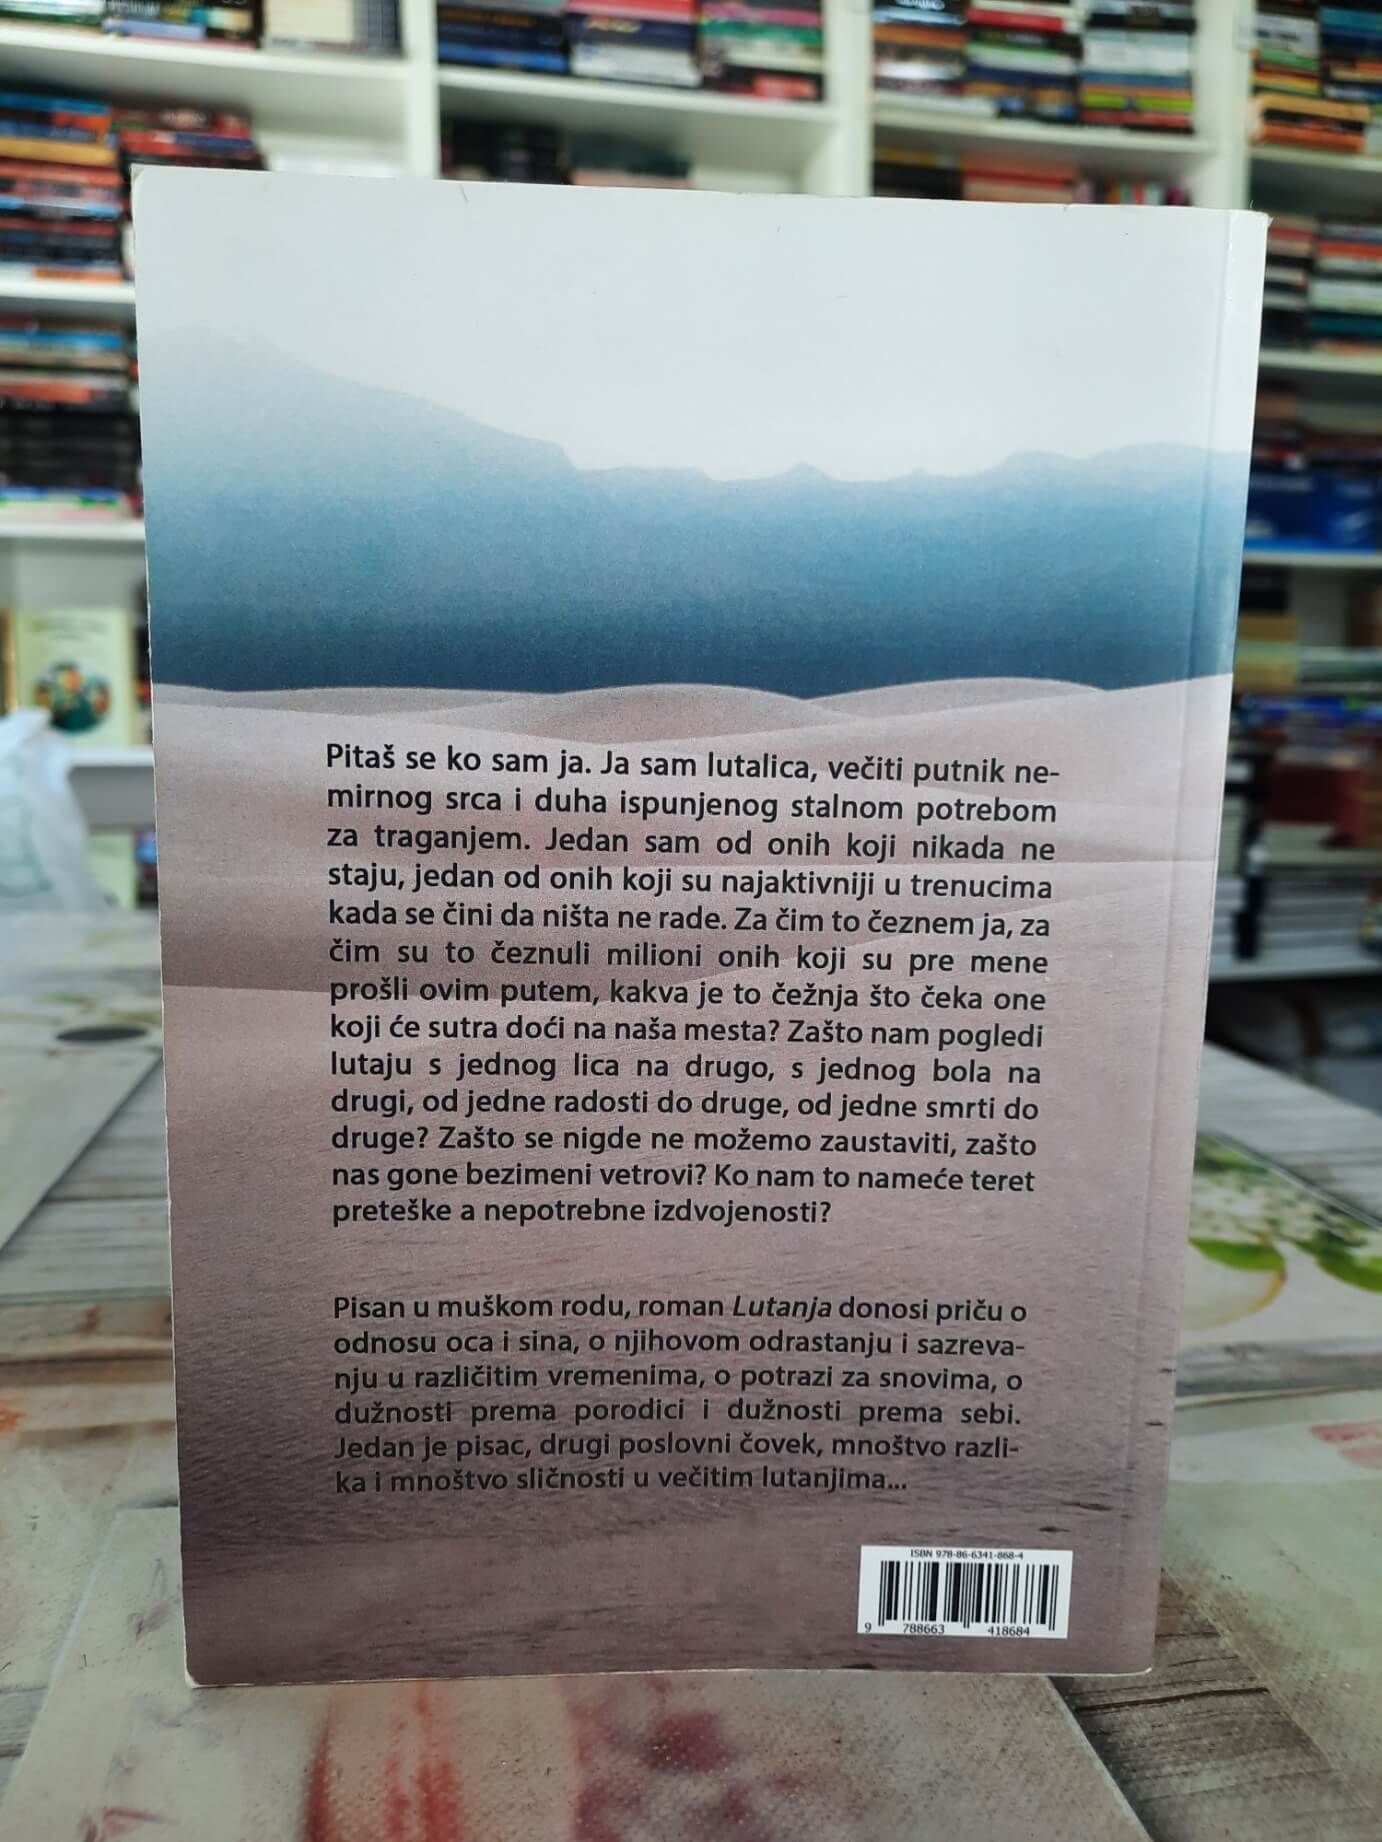 Pitaš se ko sam ja. Ja sam lutalica, večiti putnik ne-
mirnog srca i duha ispunjenog stalnom potrebom
za traganjem. Jedan sam od onih koji nikada ne
staju, jedan od onih koji su najaktivniji u trenucima
kada se čini da ništa ne rade. Za čim to čeznem ja, za
čim su to čeznuli milioni onih koji su pre mene
prošli ovim putem, kakva je to čežnja što čeka one
koji će sutra doći na naša mesta? Zašto nam pogledi
lutaju s jednog lica na drugo, s jednog bola na
drugi, od jedne radosti do druge, od jedne smrti do
druge? Zašto se nigde ne možemo zaustaviti, zašto
nas gone bezimeni vetrovi? Ko nam to nameće teret
preteške a nepotrebne izdvojenosti?
Pisan u muškom rodu, roman Lutanja donosi priču o
odnosu oca i sina, o njihovom odrastanju i sazreva-
nju u različitim vremenima, o potrazi za snovima, o
dužnosti prema porodici i dužnosti prema sebi.
Jedan je pisac, drugi poslovni čovek, mnoštvo razli-
ka i mnoštvo sličnosti u večitim lutanjima...
ISBN 978-86-6341-868-4
9 788663 418684